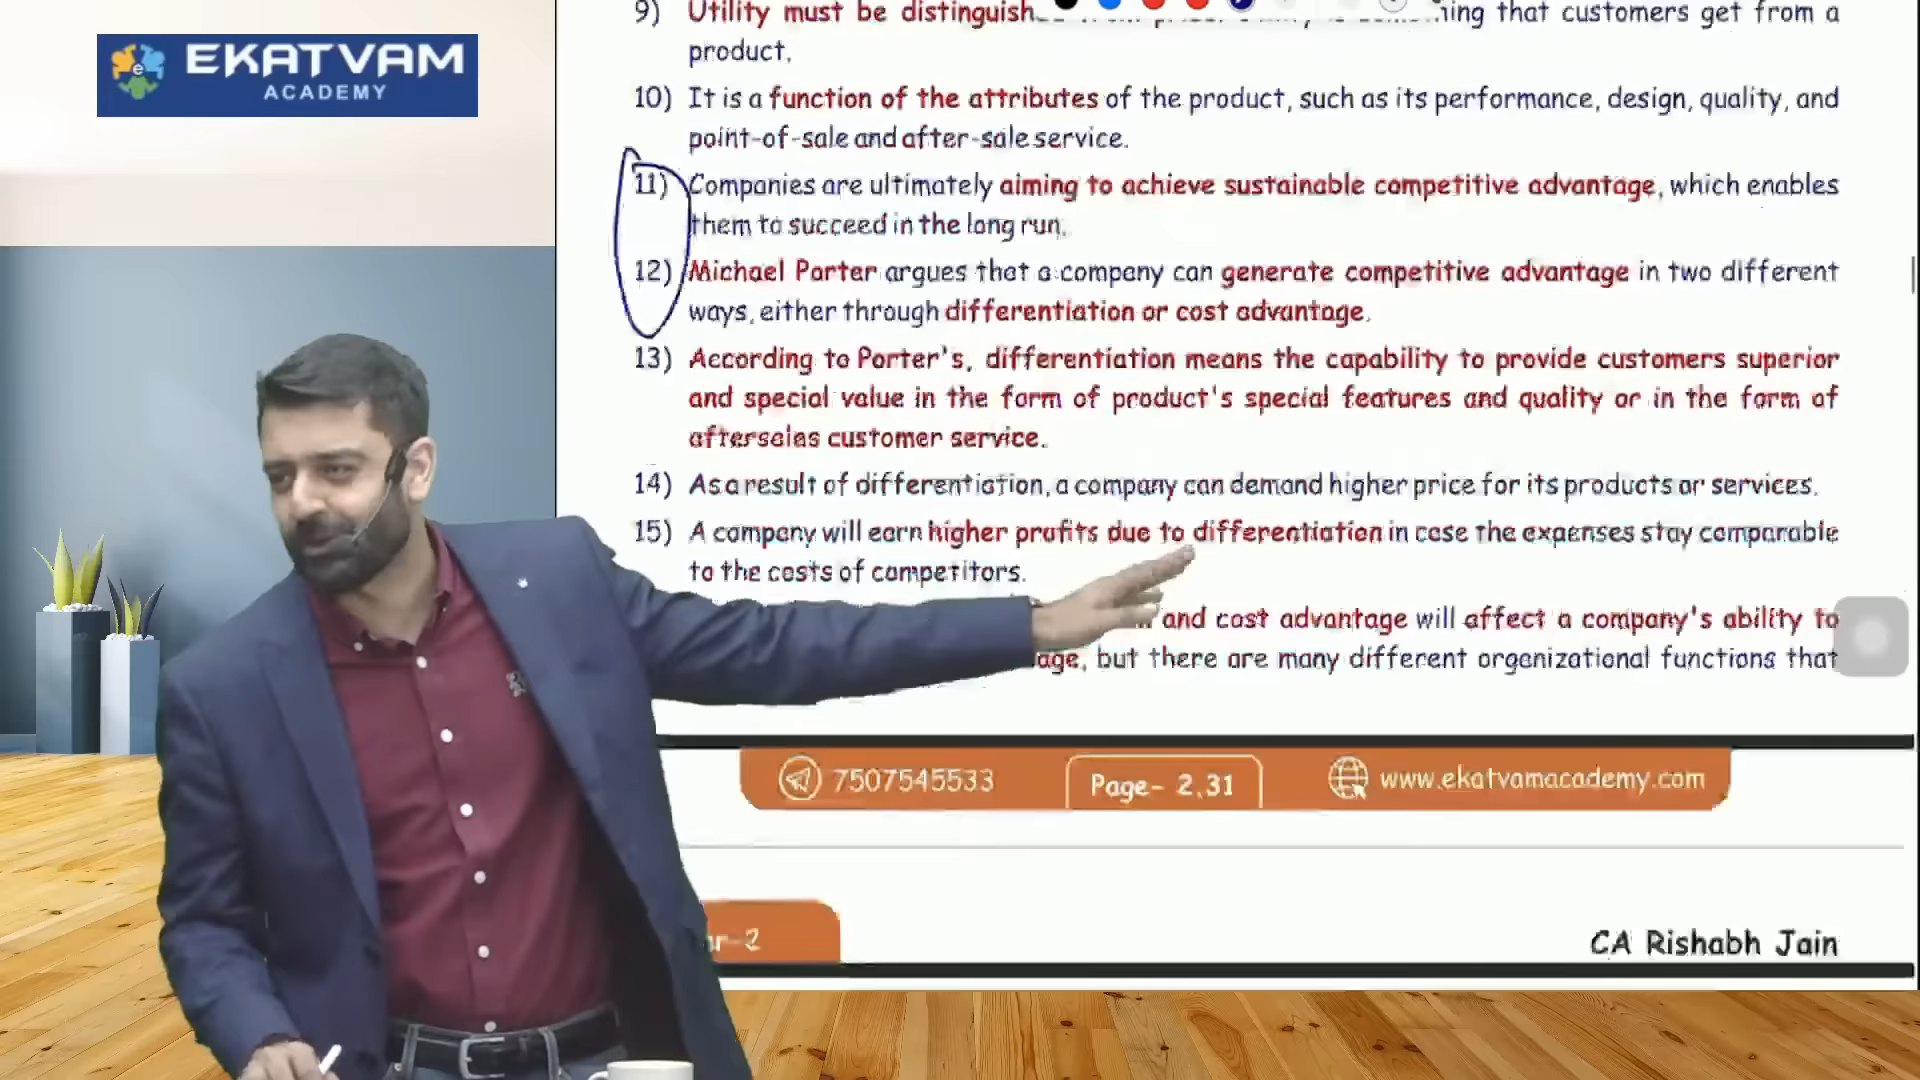 EKATVAM
ACADEMY
9) Utility must be distinguish
ing that customers get from a
product.
10) It is a function of the attributes of the product, such as its performance, design, quality, and
point-of-sale and after-sale service.
11) Companies are ultimately aiming to achieve sustainable competitive advantage, which enables
them to succeed in the long run.
12) Michael Porter argues that a company can generate competitive advantage in two different
ways, either through differentiation or cost advantage.
13) According to Porter's, differentiation means the capability to provide customers superior
and special value in the form of product's special features and quality or in the form of
aftersales customer service.
14) As a result of differentiation, a company can demand higher price for its products or services.
15) A company will earn higher profits due to differentiation in case the expenses stay comparable
to the costs of competitors.
and cost advantage will affect a company's ability to
age, but there are many different organizational functions that
7507545533
Page- 2.31
www.ekatvamacademy.com
r-2
CA Rishabh Jain